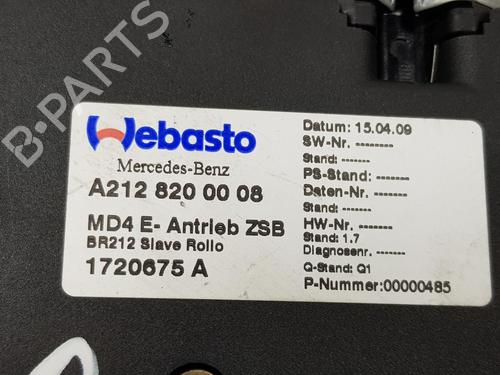 B-PARTS
Webasto
Mercedes-Benz
A212 820 00 08
MD4 E- Antrieb ZSB
BR212 Slave Rollo
1720675 A
Datum: 15.04.09
SW-Nr. --------
Stand: -------
PS-Stand: -------
Daten-Nr. -------
Stand: -------
HW-Nr. -------
Stand: 1.7
Diagnosenr. -------
Q-Stand: Q1
P-Nummer:00000485